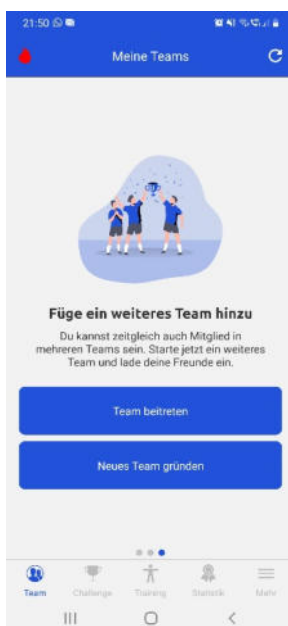 21:50
Meine Teams
Füge ein weiteres Team hinzu
Du kannst zeitgleich auch Mitglied in
mehreren Teams sein. Starte jetzt ein weiteres
Team und lade deine Freunde ein.
Team beitreten
Neues Team gründen
Team Challenge Training Statistik Mehr